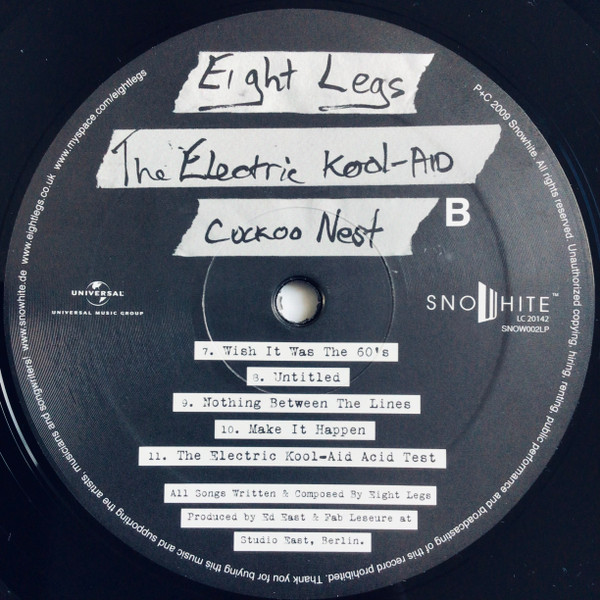 Eight Legs
The Electric Kool-AID
Cuckoo Nest
B
UNIVERSAL
UNIVERSAL MUSIC GROUP
SNOWHITE™
LC 20142
SNOW002LP
7. Wish It Was The 60's
8. Untitled
9. Nothing Between The Lines
10. Make It Happen
11. The Electric Kool-Aid Acid Test
All Songs Written & Composed By Eight Legs
Produced by Ed East & Fab Leseure at
Studio East, Berlin.
P+C 2009 Snowhite. All rights reserved. Unauthorized copying, hiring, renting, public performance and broadcasting of this record prohibited. Thank you for buying this music and supporting the artists, musicians and songwriters! www.snowhite.de www.eightlegs.co.uk www.myspace.com/eightlegs